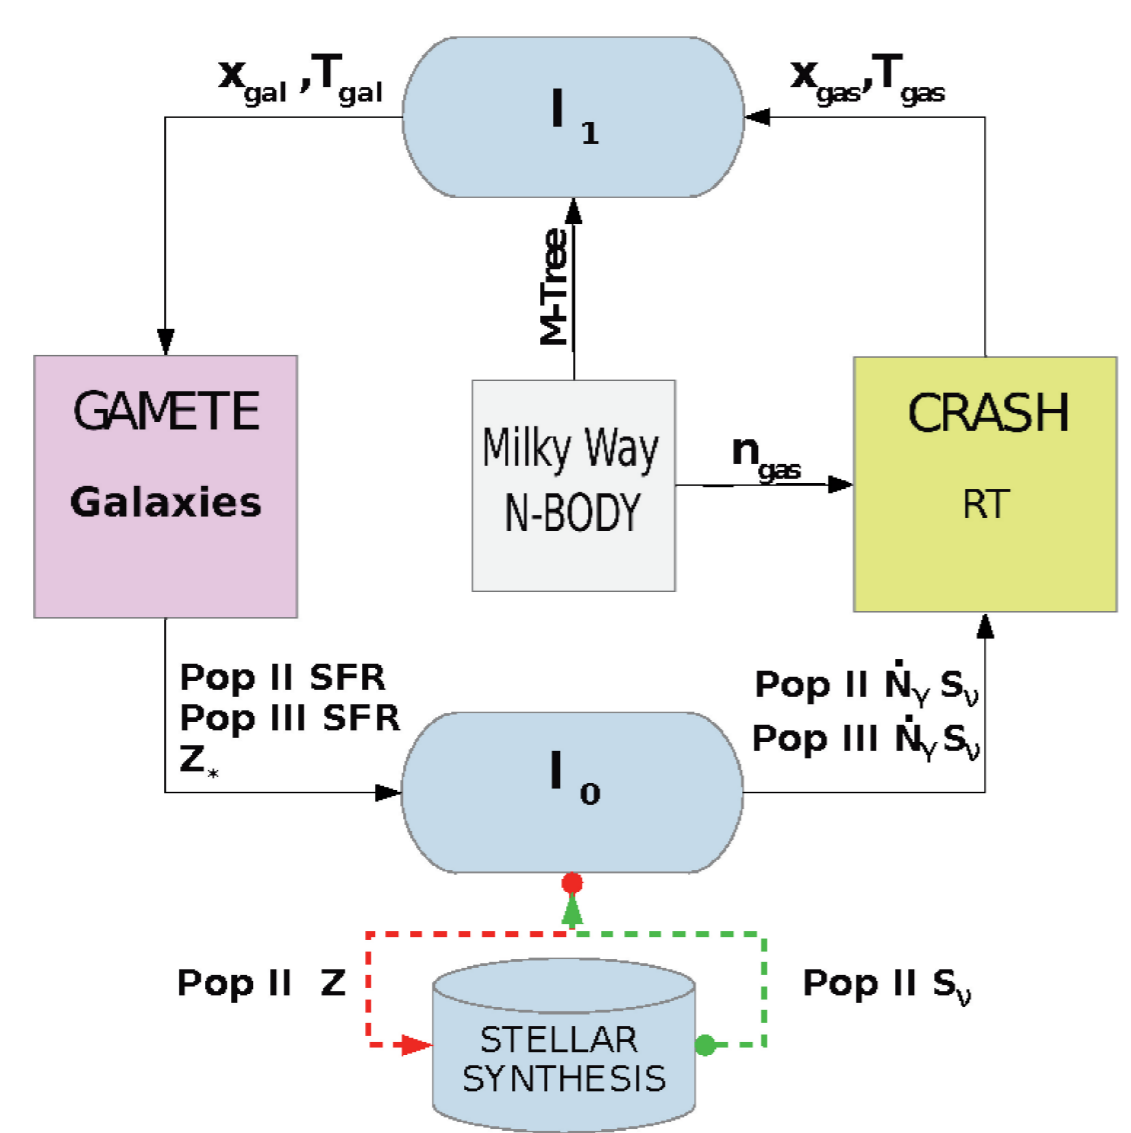 x_gal ,T_gal
x_gas,T_gas
I_1
M-Tree
GAMETE
Galaxies
Milky Way
N-BODY
n_gas
CRASH
RT
Pop II SFR
Pop III SFR
Z_*
Pop II Ṅ_γ S_ν
Pop III Ṅ_γ S_ν
I_0
Pop II Z
Pop II S_ν
STELLAR
SYNTHESIS